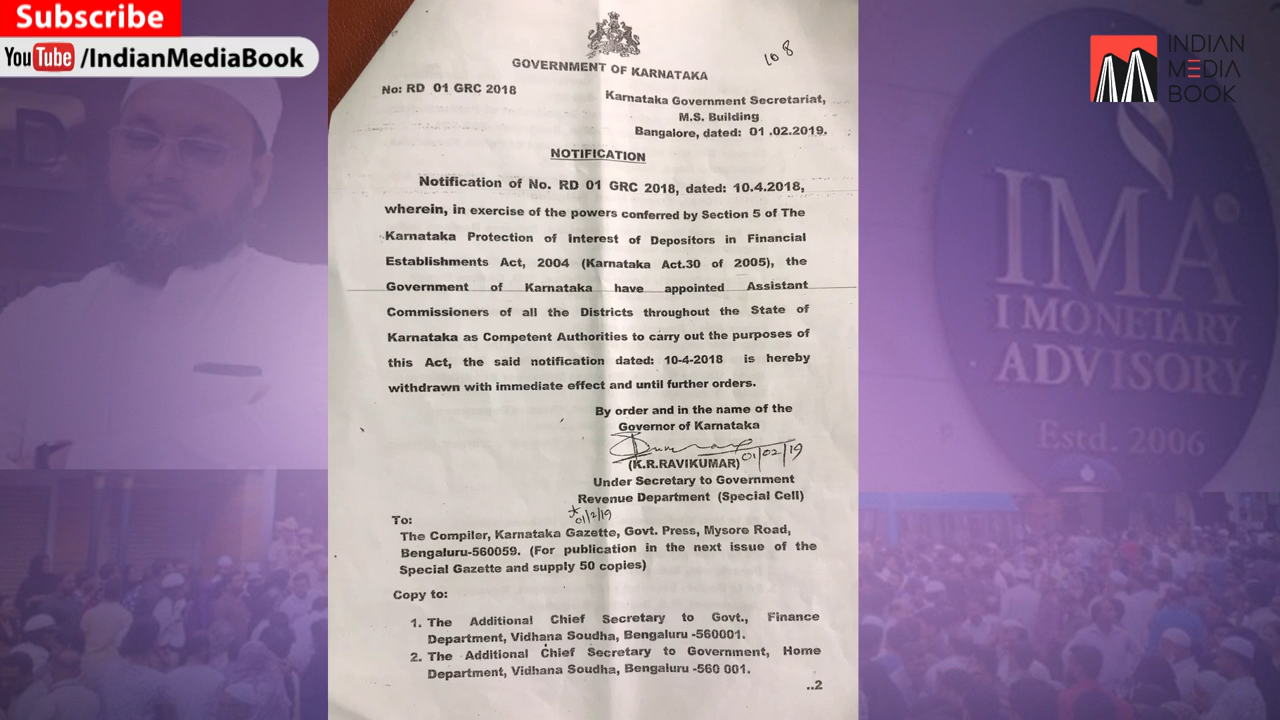 Subscribe
YouTube /IndianMediaBook
INDIAN
MEDIA
BOOK
108
GOVERNMENT OF KARNATAKA
No: RD 01 GRC 2018
Karnataka Government Secretariat,
M.S. Building
Bangalore, dated: 01 .02.2019.
NOTIFICATION
Notification of No. RD 01 GRC 2018, dated: 10.4.2018,
wherein, in exercise of the powers conferred by Section 5 of The
Karnataka Protection of Interest of Depositors in Financial
Establishments Act, 2004 (Karnataka Act.30 of 2005), the
Government of Karnataka have appointed Assistant
Commissioners of all the Districts throughout the State of
Karnataka as Competent Authorities to carry out the purposes of
this Act, the said notification dated: 10-4-2018 is hereby
withdrawn with immediate effect and until further orders.
By order and in the name of the
Governor of Karnataka
(K.R.RAVIKUMAR) 01/02/19
Under Secretary to Government
Revenue Department (Special Cell)
01/2/19
To:
The Compiler, Karnataka Gazette, Govt. Press, Mysore Road,
Bengaluru-560059. (For publication in the next issue of the
Special Gazette and supply 50 copies)
Copy to:
1. The Additional Chief Secretary to Govt., Finance
Department, Vidhana Soudha, Bengaluru -560001.
2. The Additional Chief Secretary to Government, Home
Department, Vidhana Soudha, Bengaluru -560 001.
..2
IMA
I MONETARY
ADVISORY
Estd. 2006